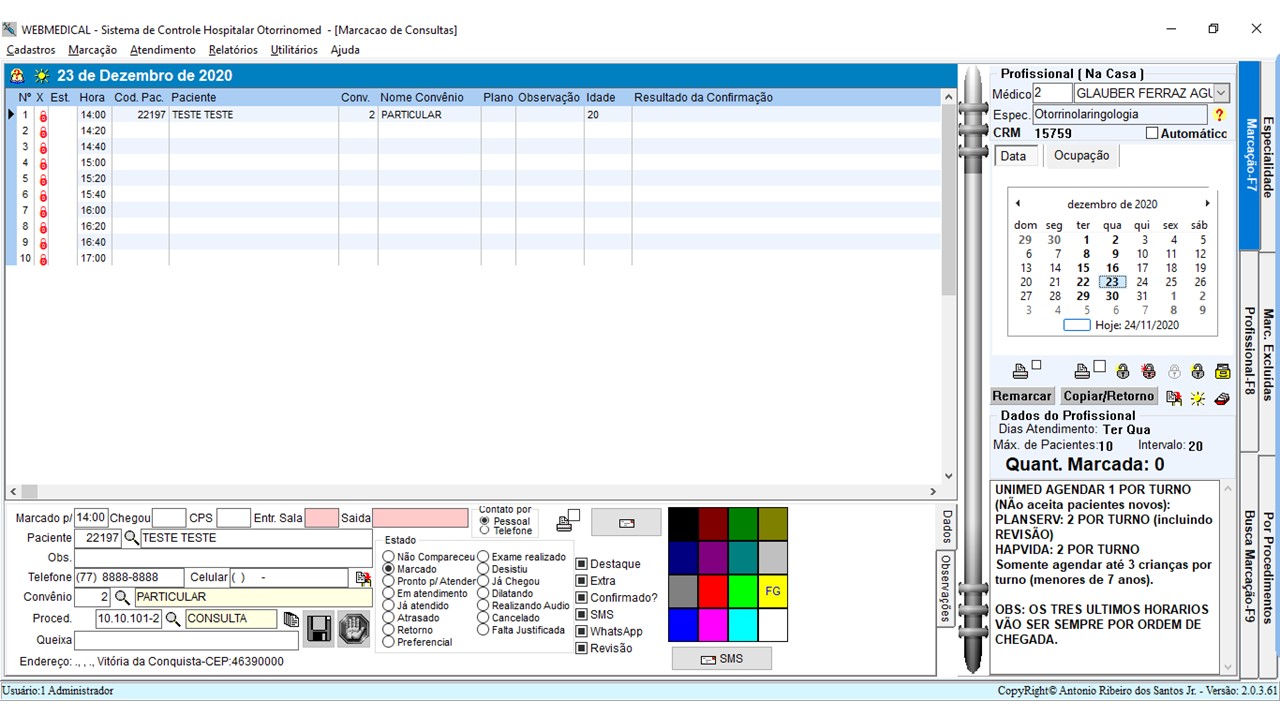 WEBMEDICAL - Sistema de Controle Hospitalar Otorrinomed - [Marcacao de Consultas]
Cadastros Marcação Atendimento Relatórios Utilitários Ajuda
23 de Dezembro de 2020
Nº X Est. Hora Cod. Pac. Paciente Conv. Nome Convênio Plano Observação Idade Resultado da Confirmação
1 14:00 22197 TESTE TESTE 2 PARTICULAR 20
2 14:20
3 14:40
4 15:00
5 15:20
6 15:40
7 16:00
8 16:20
9 16:40
10 17:00
Marcado p/ 14:00 Chegou CPS Entr. Sala Saida
Paciente 22197 TESTE TESTE
Obs.
Telefone (77) 8888-8888 Celular ( ) -
Convênio 2 PARTICULAR
Proced. 10.10.101-2 CONSULTA
Queixa
Endereço: ., , ., Vitória da Conquista-CEP:46390000
Contato por
Pessoal
Telefone
Estado
Não Compareceu Exame realizado
Marcado Desistiu
Pronto p/Atender Já Chegou
Em atendimento Dilatando
Já atendido Realizando Audio
Atrasado Cancelado
Retorno Falta Justificada
Preferencial
Destaque
Extra
Confirmado?
SMS
WhatsApp
Revisão
FG
SMS
Dados
Observações
Profissional ( Na Casa )
Médico 2 GLAUBER FERRAZ AGU
Espec. Otorrinolaringologia ?
CRM 15759 Automático
Data Ocupação
dezembro de 2020
dom seg ter qua qui sex sáb
29 30 1 2 3 4 5
6 7 8 9 10 11 12
13 14 15 16 17 18 19
20 21 22 23 24 25 26
27 28 29 30 31 1 2
3 4 5 6 7 8 9
Hoje: 24/11/2020
Remarcar Copiar/Retorno
Dados do Profissional
Dias Atendimento: Ter Qua
Máx. de Pacientes:10 Intervalo: 20
Quant. Marcada: 0
UNIMED AGENDAR 1 POR TURNO
(NÃo aceita pacientes novos):
PLANSERV: 2 POR TURNO (incluindo
REVISÃO)
HAPVIDA: 2 POR TURNO
Somente agendar até 3 crianças por
turno (menores de 7 anos).
OBS: OS TRES ULTIMOS HORARIOS
VÃO SER SEMPRE POR ORDEM DE
CHEGADA.
Marcação-F7
Especialidade
Profissional-F8
Marc. Excluidas
Busca Marcação-F9
Por Procedimentos
Usuário:1 Administrador
CopyRight© Antonio Ribeiro dos Santos Jr. - Versão: 2.0.3.61